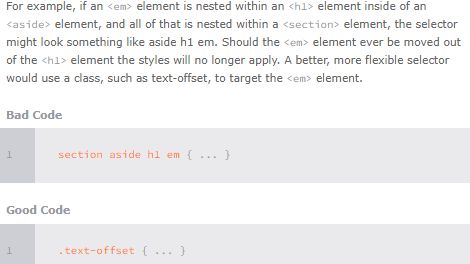 For example, if an <em> element is nested within an <h1> element inside of an
<aside> element, and all of that is nested within a <section> element, the selector
might look something like aside h1 em. Should the <em> element ever be moved out
of the <h1> element the styles will no longer apply. A better, more flexible selector
would use a class, such as text-offset, to target the <em> element.
Bad Code
1 section aside h1 em { ... }
Good Code
1 .text-offset { ... }